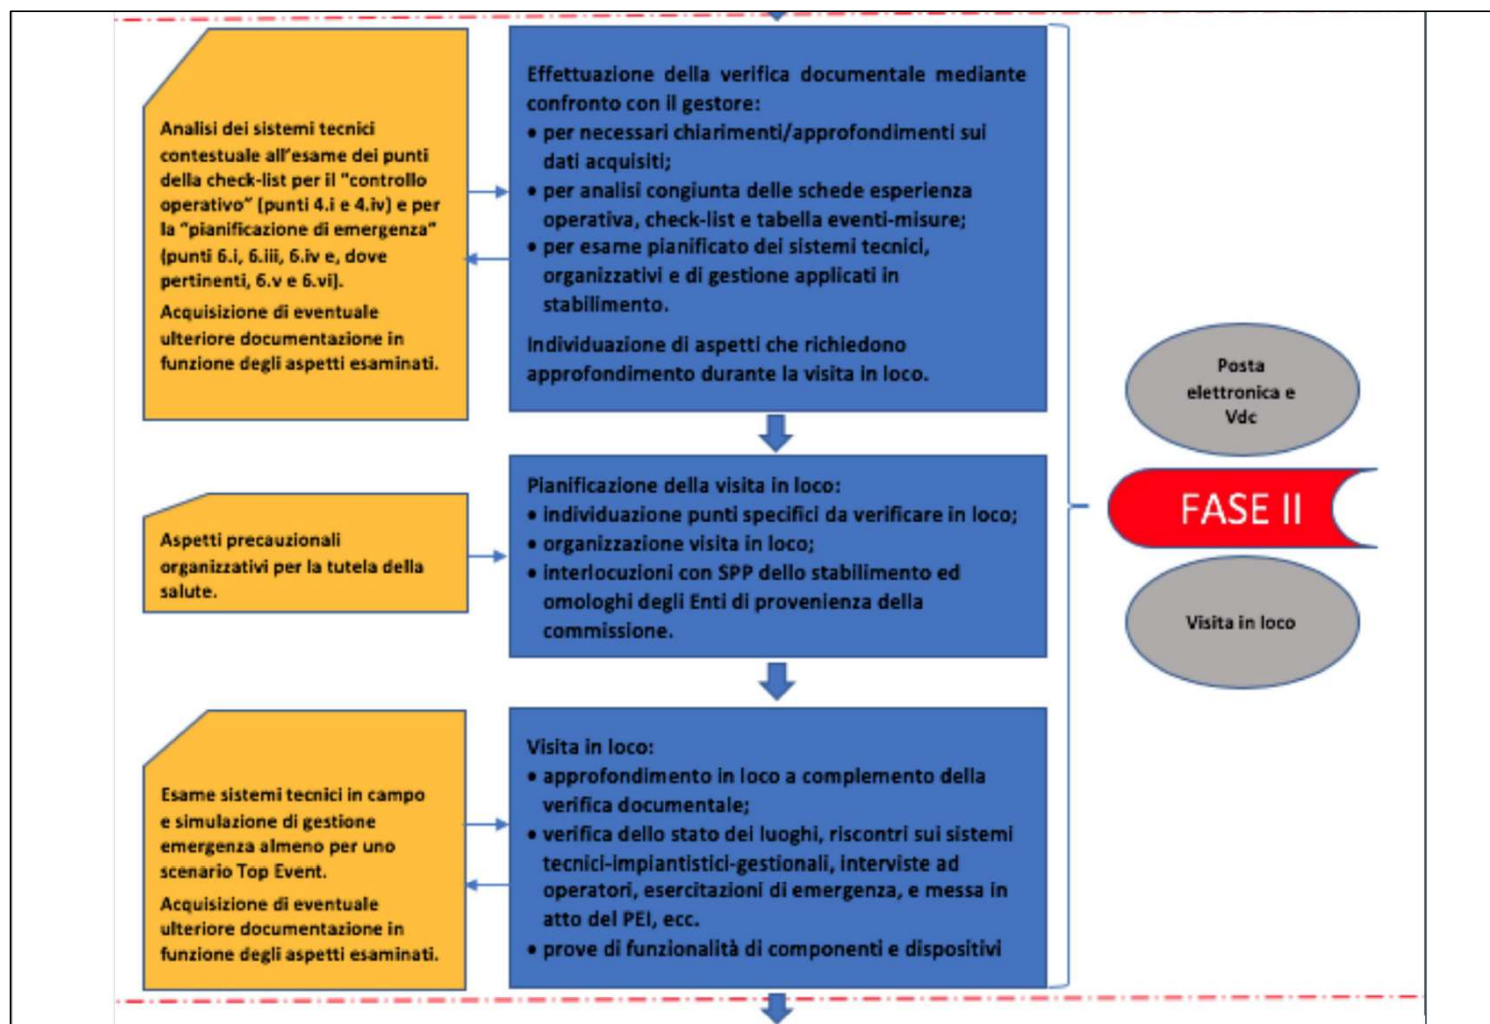 Analisi dei sistemi tecnici
contestuale all'esame dei punti
della check-list per il "controllo
operativo" (punti 4.i e 4.iv) e per
la "pianificazione di emergenza"
(punti 6.i, 6.iii, 6.iv e, dove
pertinenti, 6.v e 6.vi).
Acquisizione di eventuale
ulteriore documentazione in
funzione degli aspetti esaminati.
Effettuazione della verifica documentale mediante
confronto con il gestore:
• per necessari chiarimenti/approfondimenti sui
dati acquisiti;
• per analisi congiunta delle schede esperienza
operativa, check-list e tabella eventi-misure;
• per esame pianificato dei sistemi tecnici,
organizzativi e di gestione applicati in
stabilimento.
Individuazione di aspetti che richiedono
approfondimento durante la visita in loco.
Aspetti precauzionali
organizzativi per la tutela della
salute.
Pianificazione della visita in loco:
• individuazione punti specifici da verificare in loco;
• organizzazione visita in loco;
• interlocuzioni con SPP dello stabilimento ed
omologhi degli Enti di provenienza della
commissione.
Esame sistemi tecnici in campo
e simulazione di gestione
emergenza almeno per uno
scenario Top Event.
Acquisizione di eventuale
ulteriore documentazione in
funzione degli aspetti esaminati.
Visita in loco:
• approfondimento in loco a complemento della
verifica documentale;
• verifica dello stato dei luoghi, riscontri sui sistemi
tecnici-impiantistici-gestionali, interviste ad
operatori, esercitazioni di emergenza, e messa in
atto del PEI, ecc.
• prove di funzionalità di componenti e dispositivi
Posta
elettronica e
Vdc
FASE II
Visita in loco